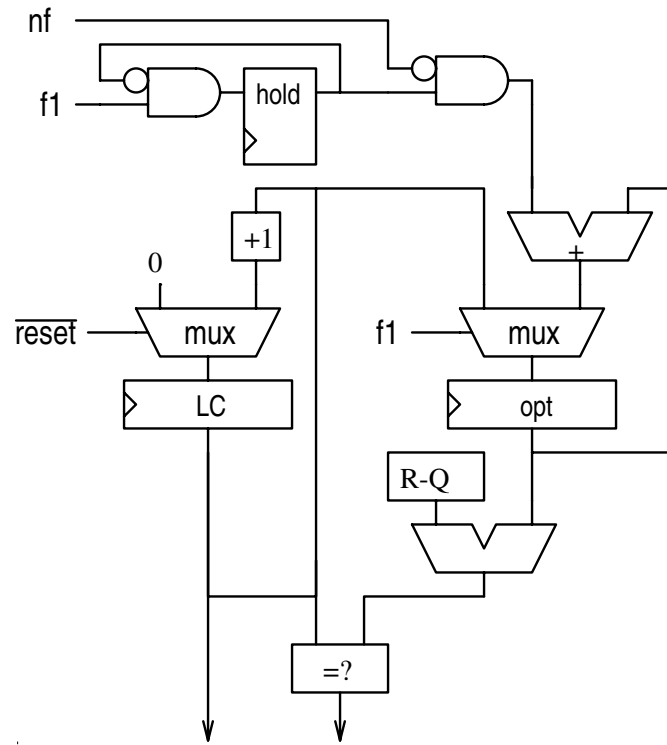 nf
f1
hold
+1
+
0
reset
mux
f1
mux
LC
opt
R-Q
=?